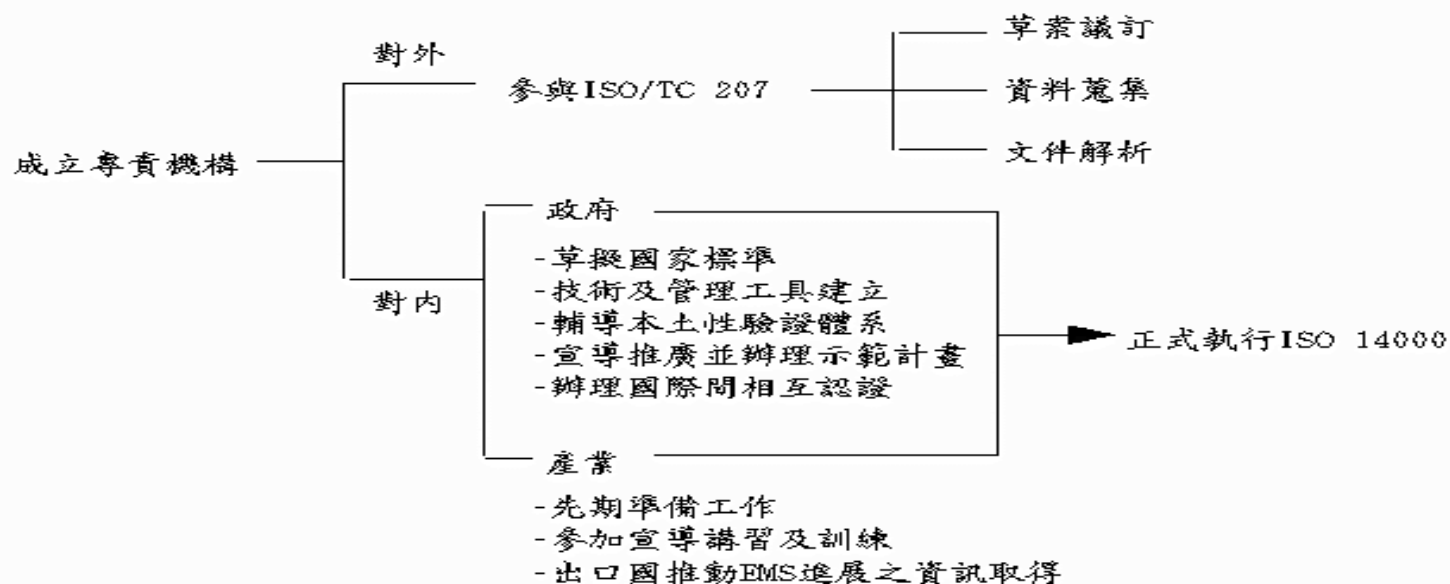 成立專責機構
對外
參與ISO/TC 207
草案議訂
資料蒐集
文件解析
對內
政府
-草擬國家標準
-技術及管理工具建立
-輔導本土性驗證體系
-宣導推廣並辦理示範計畫
-辦理國際間相互認證
產業
-先期準備工作
-參加宣導講習及訓練
-出口國推動EMS進展之資訊取得
正式執行ISO 14000